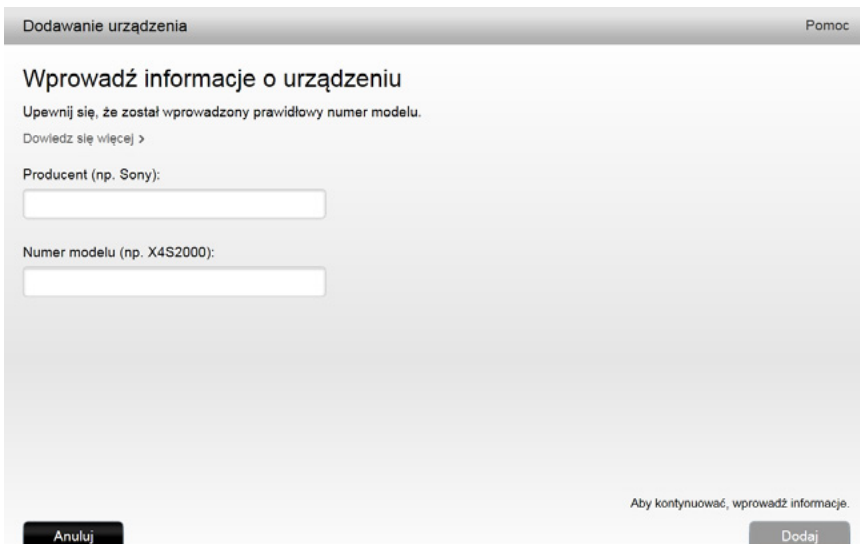 Dodawanie urządzenia Pomoc
Wprowadź informacje o urządzeniu
Upewnij się, że został wprowadzony prawidłowy numer modelu.
Dowiedz się więcej >
Producent (np. Sony):
Numer modelu (np. X4S2000):
Aby kontynuować, wprowadź informacje.
Anuluj Dodaj